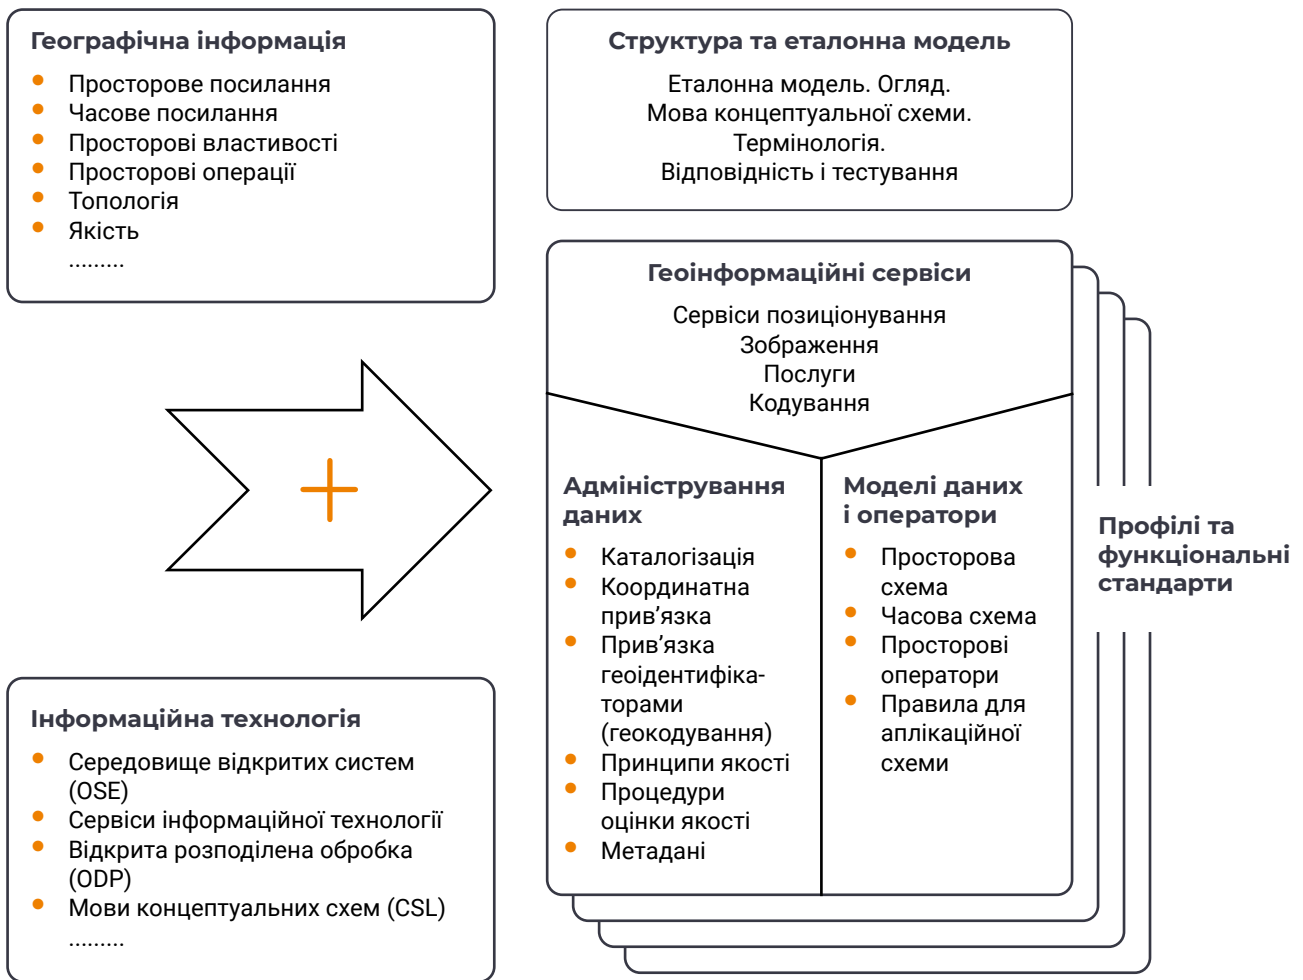 Географічна інформація
Просторове посилання
Часове посилання
Просторові властивості
Просторові операції
Топологія
Якість
.........
Структура та еталонна модель
Еталонна модель. Огляд.
Мова концептуальної схеми.
Термінологія.
Відповідність і тестування
Геоінформаційні сервіси
Сервіси позиціонування
Зображення
Послуги
Кодування
Адміністрування
даних
Каталогізація
Координатна
прив’язка
Прив’язка
геоідентифіка-
торами
(геокодування)
Принципи якості
Процедури
оцінки якості
Метадані
Моделі даних
і оператори
Просторова
схема
Часова схема
Просторові
оператори
Правила для
аплікаційної
схеми
Профілі та
функціональні
стандарти
Інформаційна технологія
Середовище відкритих систем
(OSE)
Сервіси інформаційної технології
Відкрита розподілена обробка
(ODP)
Мови концептуальних схем (CSL)
.........